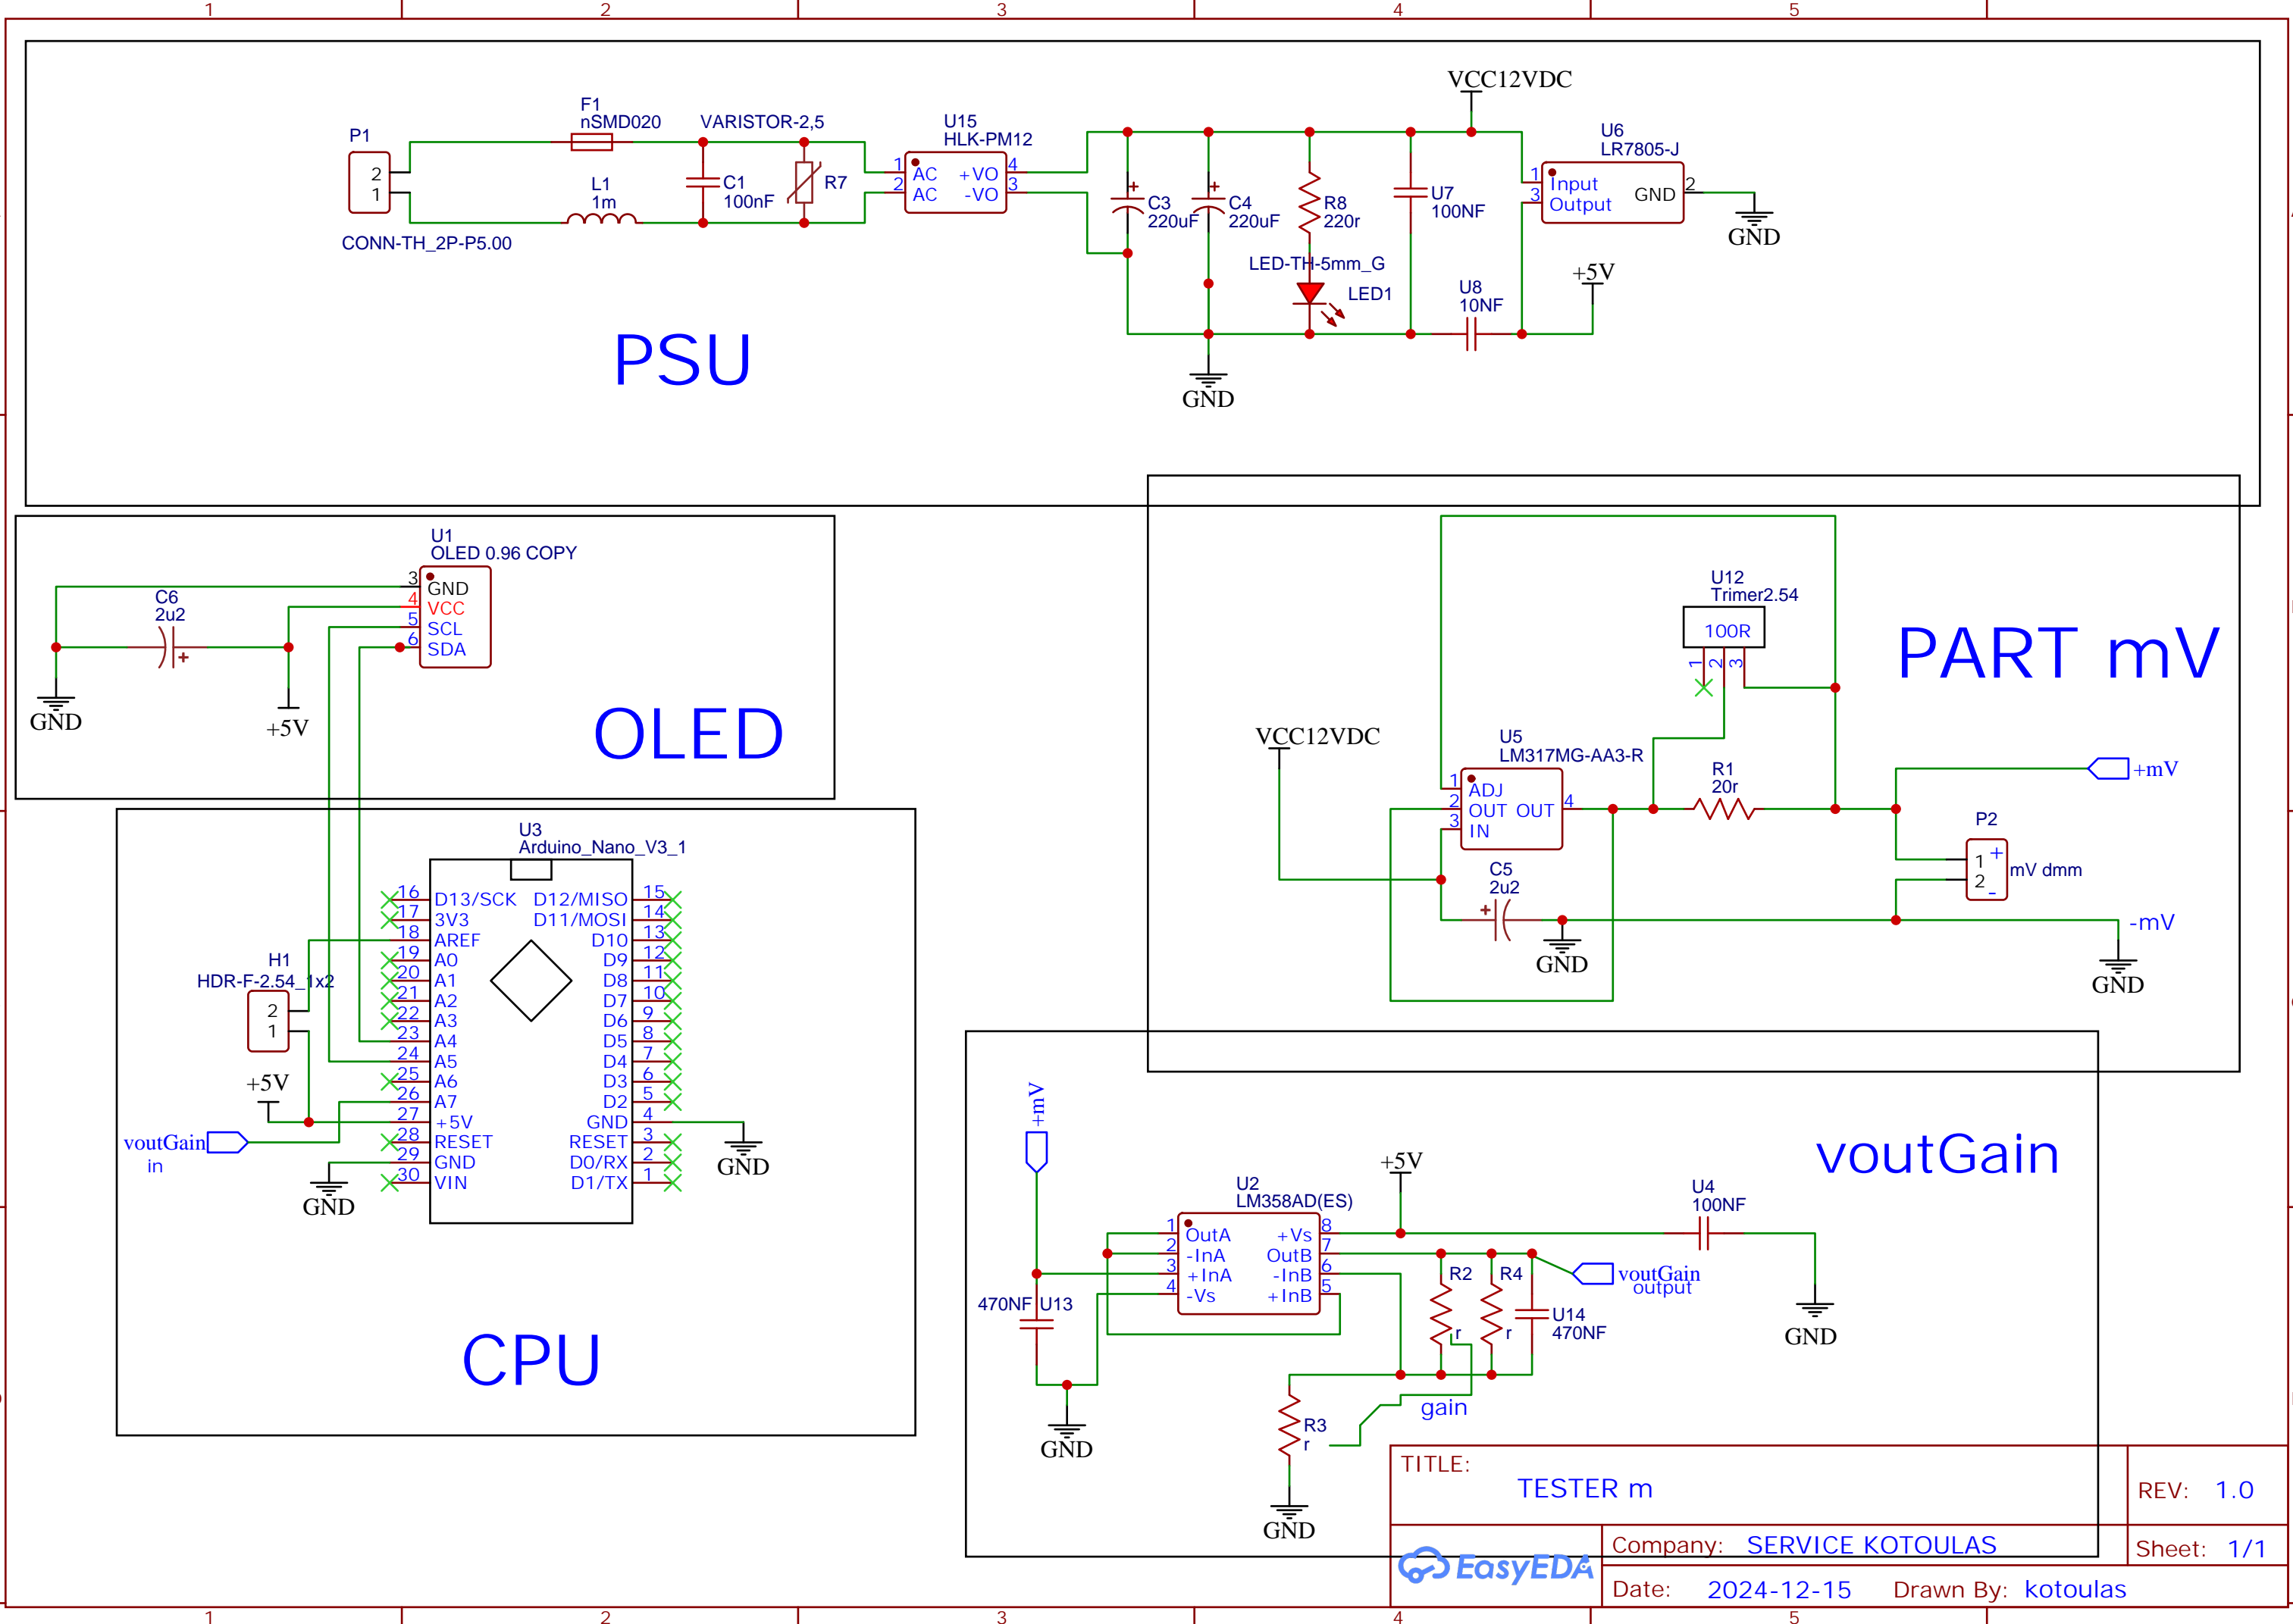 1 2 3 4 5
VCC12VDC
F1
nSMD020
VARISTOR-2,5
U15
HLK-PM12
U6
LR7805-J
P1
2
1
CONN-TH_2P-P5.00
L1
1m
C1
100nF
R7
1 AC +VO 4
2 AC -VO 3
C3
220uF
C4
220uF
R8
220r
U7
100NF
1 Input
3 Output
GND 2
GND
LED-TH-5mm_G
LED1
U8
10NF
+5V
GND
PSU
U1
OLED 0.96 COPY
3 GND
4 VCC
5 SCL
6 SDA
C6
2u2
GND
+5V
OLED
U12
Trimer2.54
100R
1 2 3
PART mV
VCC12VDC
U5
LM317MG-AA3-R
1 ADJ
2 OUT OUT 4
3 IN
R1
20r
+mV
P2
1 +
2 -
mV dmm
C5
2u2
+
GND
-mV
GND
U3
Arduino_Nano_V3_1
16 D13/SCK D12/MISO 15
17 3V3 D11/MOSI 14
18 AREF D10 13
19 A0 D9 12
20 A1 D8 11
21 A2 D7 10
22 A3 D6 9
23 A4 D5 8
24 A5 D4 7
25 A6 D3 6
26 A7 D2 5
27 +5V GND 4
28 RESET RESET 3
29 GND D0/RX 2
30 VIN D1/TX 1
H1
HDR-F-2.54_1x2
2
1
+5V
voutGain
in
GND
GND
CPU
+mV
voutGain
+5V
U2
LM358AD(ES)
1 OutA +Vs 8
2 -InA OutB 7
3 +InA -InB 6
4 -Vs +InB 5
U4
100NF
470NF U13
R2
r
R4
r
U14
470NF
voutGain
output
GND
GND
gain
R3
r
GND
TITLE:
TESTER m
REV: 1.0
EasyEDA
Company: SERVICE KOTOULAS
Sheet: 1/1
Date: 2024-12-15 Drawn By: kotoulas
1 2 3 4 5